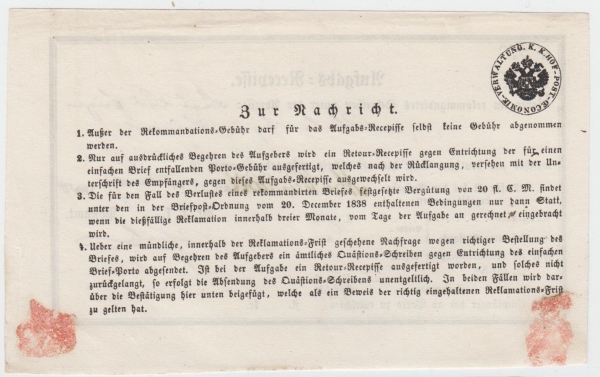 VERWALTUNG. K. K. HOF-POST-OECONOMIE-
Zur Nachricht.
1. Außer der Rekommandations-Gebühr darf für das Aufgabs-Recepisse selbst keine Gebühr abgenommen
werden.
2. Nur auf ausdrückliches Begehren des Aufgebers wird ein Retour-Recepisse gegen Entrichtung der für einen
einfachen Brief entfallenden Porto-Gebühr ausgefertigt, welches nach der Rücklangung, versehen mit der Un-
terschrift des Empfängers, gegen dieses Aufgabs-Recepisse ausgewechselt wird.
3. Die für den Fall des Verlustes eines rekommandirten Briefes festgesetzte Vergütung von 20 fl. C. M. findet
unter den in der Briefpost-Ordnung vom 20. December 1838 enthaltenen Bedingungen nur dann Statt,
wenn die dießfällige Reklamation innerhalb dreier Monate, vom Tage der Aufgabe an gerechnet eingebracht
wird.
4. Ueber eine mündliche, innerhalb der Reklamations-Frist geschehene Nachfrage wegen richtiger Bestellung des
Briefes, wird auf Begehren des Aufgebers ein ämtliches Quästions-Schreiben gegen Entrichtung des einfachen
Brief-Porto abgesendet. Ist bei der Aufgabe ein Retour-Recepisse ausgefertigt worden, und solches nicht
zurückgelangt, so erfolgt die Absendung des Quästions-Schreibens unentgeltlich. In beiden Fällen wird dar-
über die Bestätigung hier unten beigefügt, welche als ein Beweis der richtig eingehaltenen Reklamations-Frist
zu gelten hat.